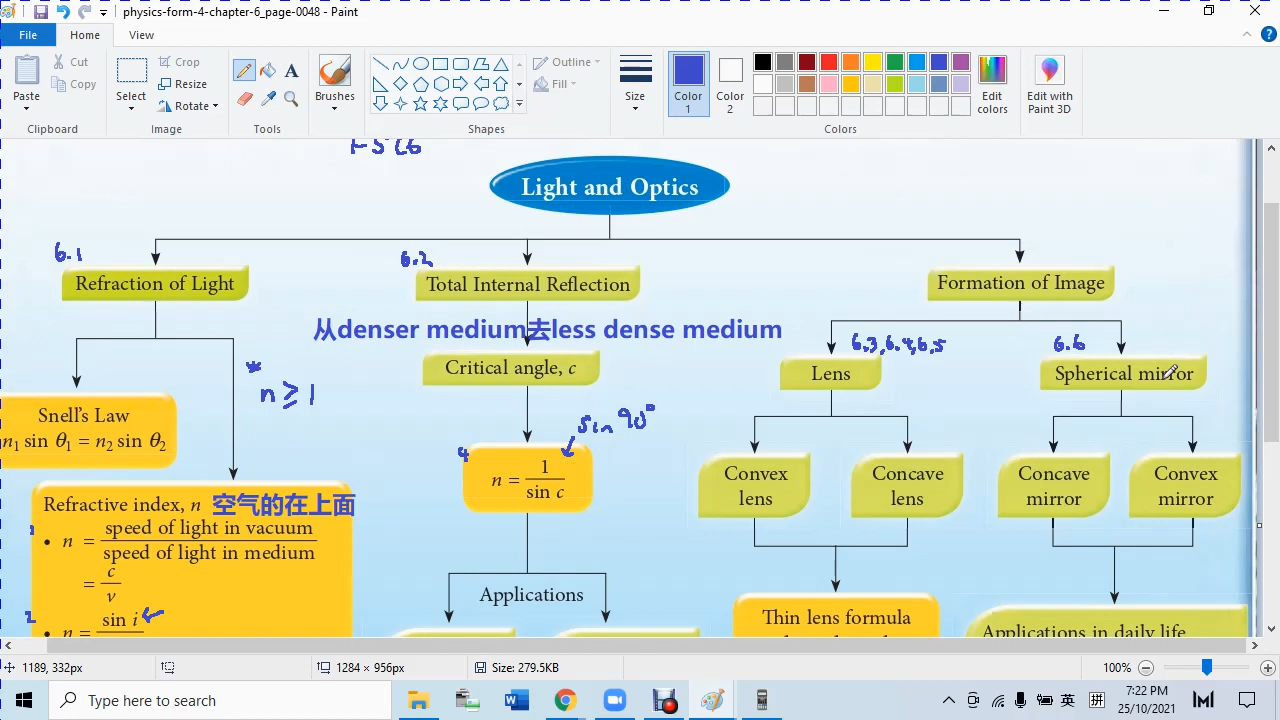 physics-form-4-chapter-6_page-0048 - Paint
File
Home
View
Paste
Cut
Copy
Clipboard
Select
Crop
Resize
Rotate
Image
A
Tools
Brushes
Shapes
Outline
Fill
Size
Color 1
Color 2
Edit colors
Edit with Paint 3D
Colors
Light and Optics
6.1
6.2
Refraction of Light
Total Internal Reflection
Formation of Image
从denser medium去less dense medium
6.3,6.4,6.5
6.6
Critical angle, c
Lens
Spherical mirror
*
n ≥ 1
Snell's Law
n₁ sin θ₁ = n₂ sin θ₂
sin 90°
4
n = 1 / sin c
Convex lens
Concave lens
Concave mirror
Convex mirror
Refractive index, n 空气的在上面
• n = speed of light in vacuum / speed of light in medium
= c / v
• n = sin i
Applications
Thin lens formula
Applications in daily life
1189, 332px
1284 × 956px
Size: 279.5KB
100%
Type here to search
英
拼
7:22 PM
25/10/2021